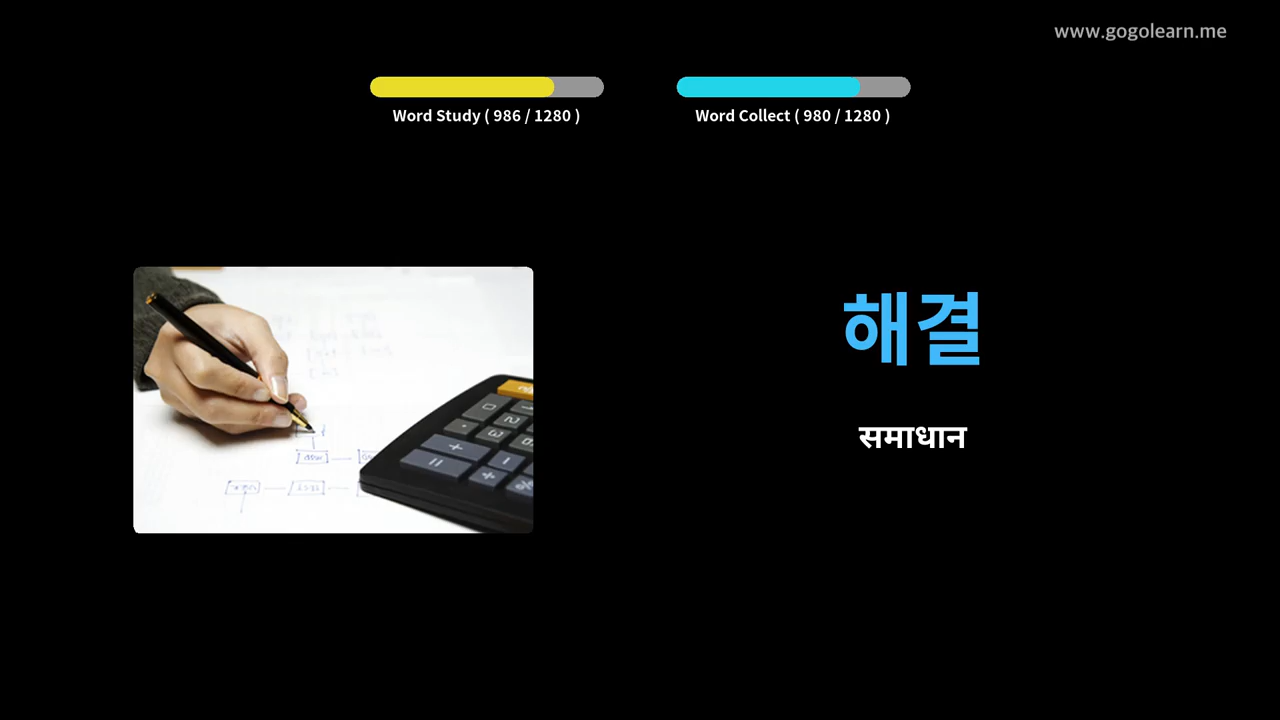 www.gogolearn.me
Word Study ( 986 / 1280 )
Word Collect ( 980 / 1280 )
해결
समाधान